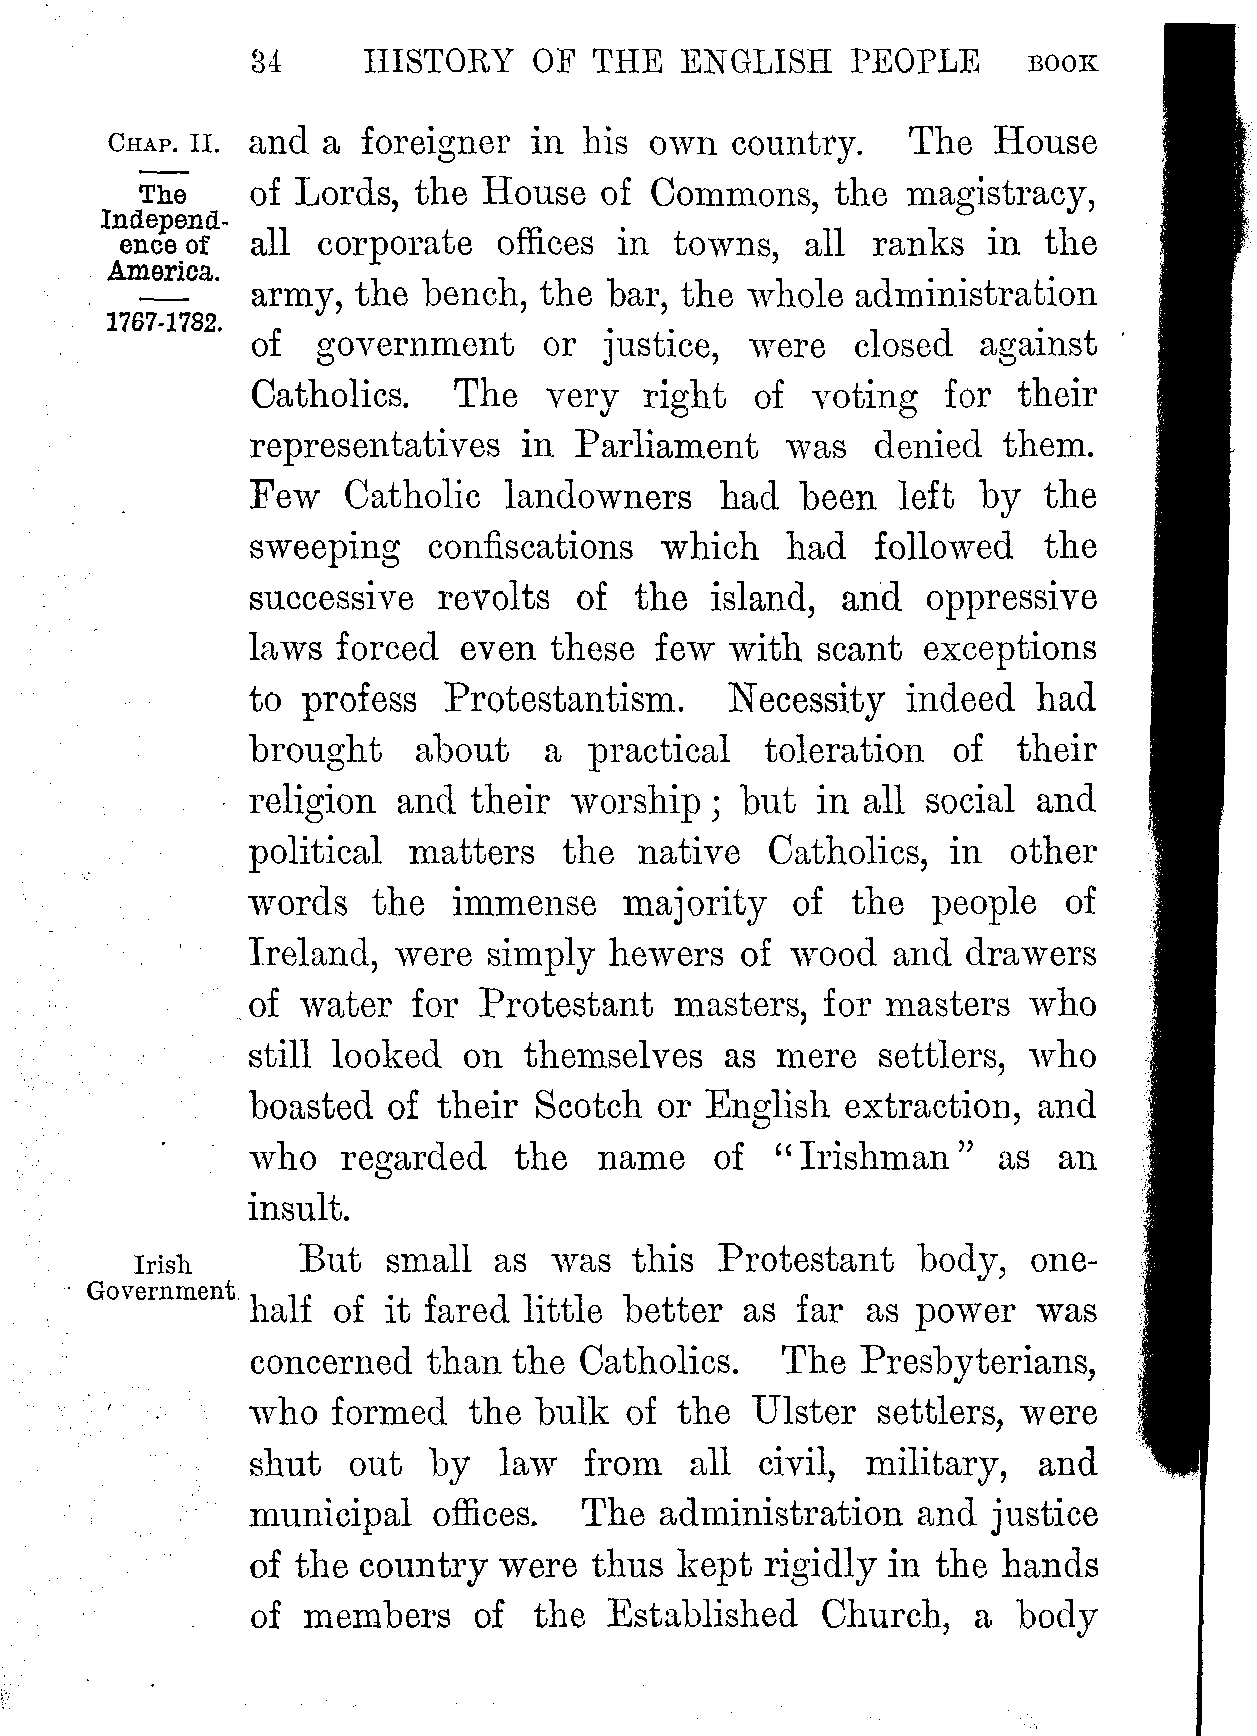 34 HISTORY OF THE ENGLISH PEOPLE BOOK
CHAP. II.
The
Independ-
ence of
America.
1767-1782.
and a foreigner in his own country. The House
of Lords, the House of Commons, the magistracy,
all corporate offices in towns, all ranks in the
army, the bench, the bar, the whole administration
of government or justice, were closed against
Catholics. The very right of voting for their
representatives in Parliament was denied them.
Few Catholic landowners had been left by the
sweeping confiscations which had followed the
successive revolts of the island, and oppressive
laws forced even these few with scant exceptions
to profess Protestantism. Necessity indeed had
brought about a practical toleration of their
religion and their worship; but in all social and
political matters the native Catholics, in other
words the immense majority of the people of
Ireland, were simply hewers of wood and drawers
of water for Protestant masters, for masters who
still looked on themselves as mere settlers, who
boasted of their Scotch or English extraction, and
who regarded the name of "Irishman" as an
insult.
Irish
Government.
But small as was this Protestant body, one-
half of it fared little better as far as power was
concerned than the Catholics. The Presbyterians,
who formed the bulk of the Ulster settlers, were
shut out by law from all civil, military, and
municipal offices. The administration and justice
of the country were thus kept rigidly in the hands
of members of the Established Church, a body